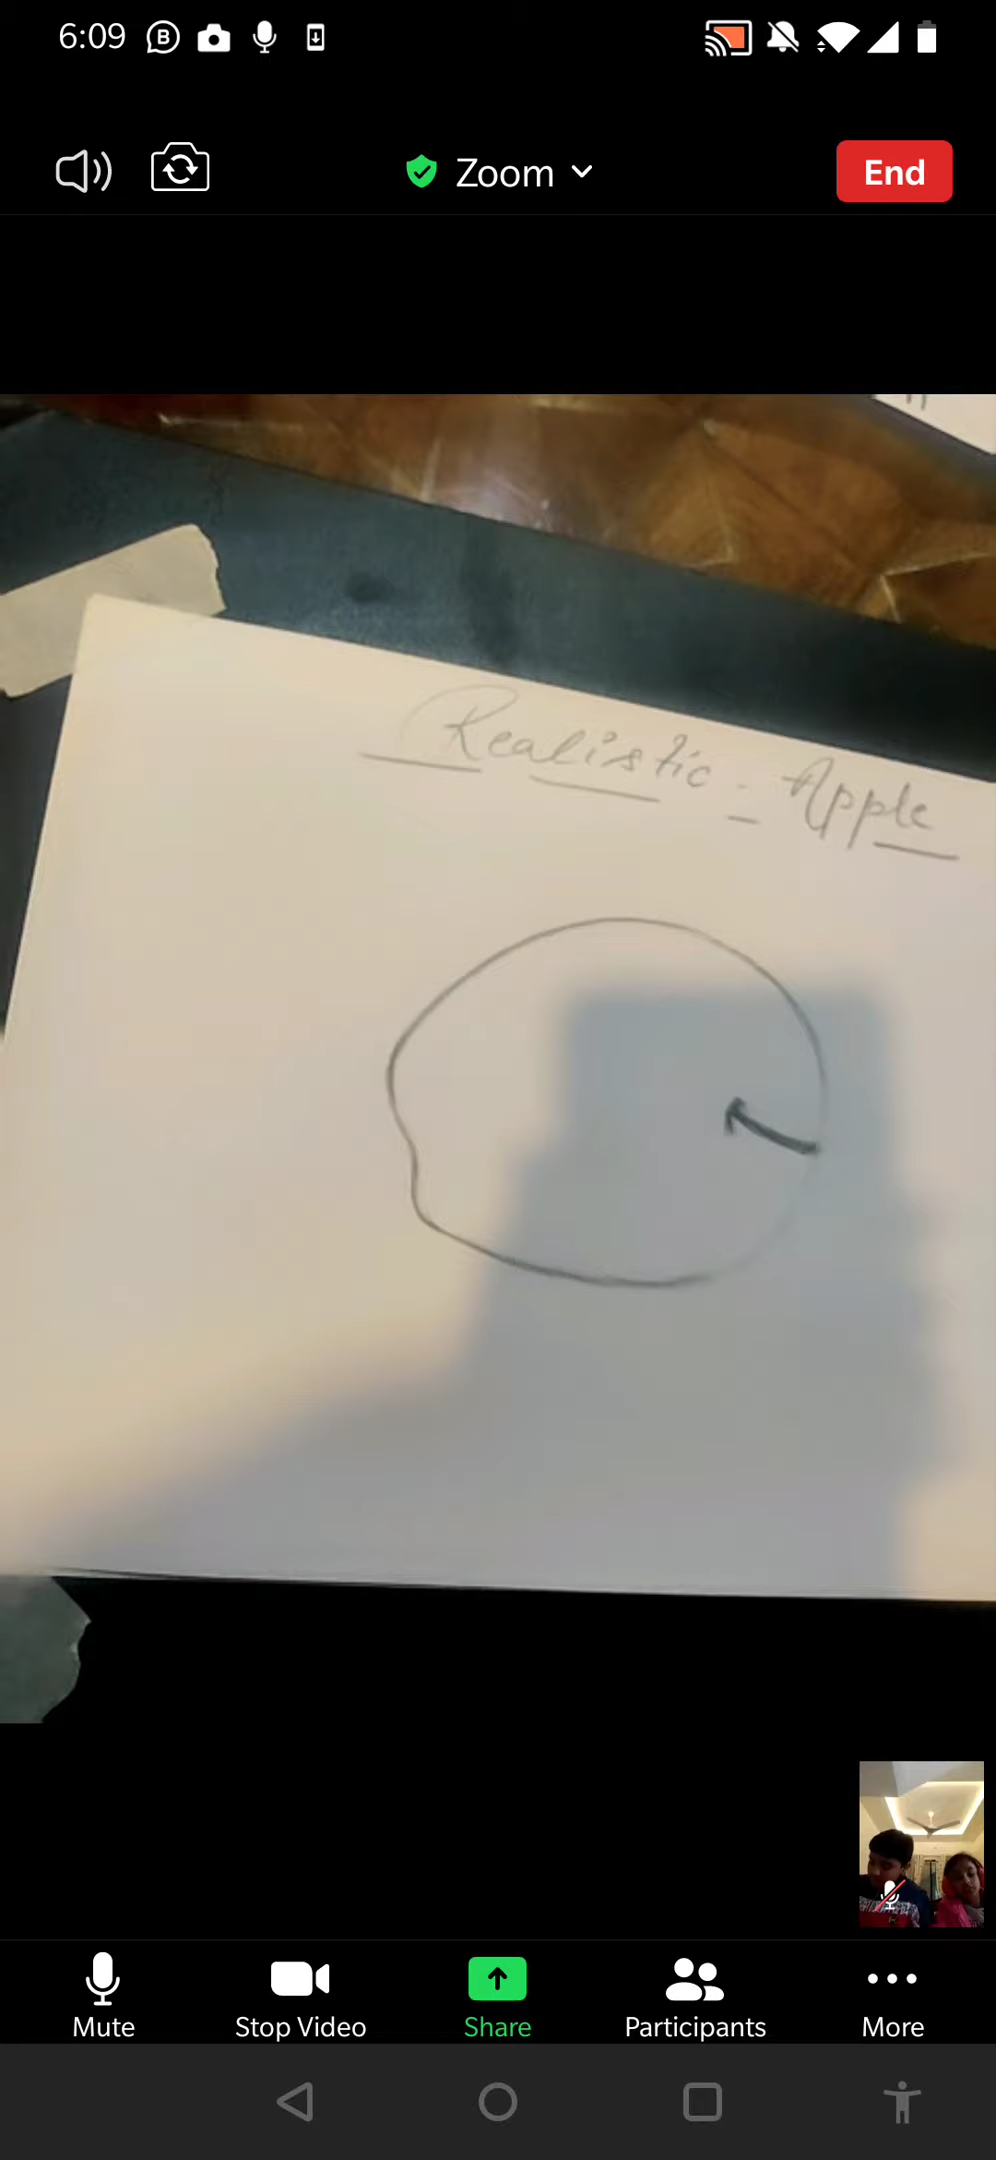 6:09
Zoom
End
Realistic - Apple
Mute
Stop Video
Share
Participants
More